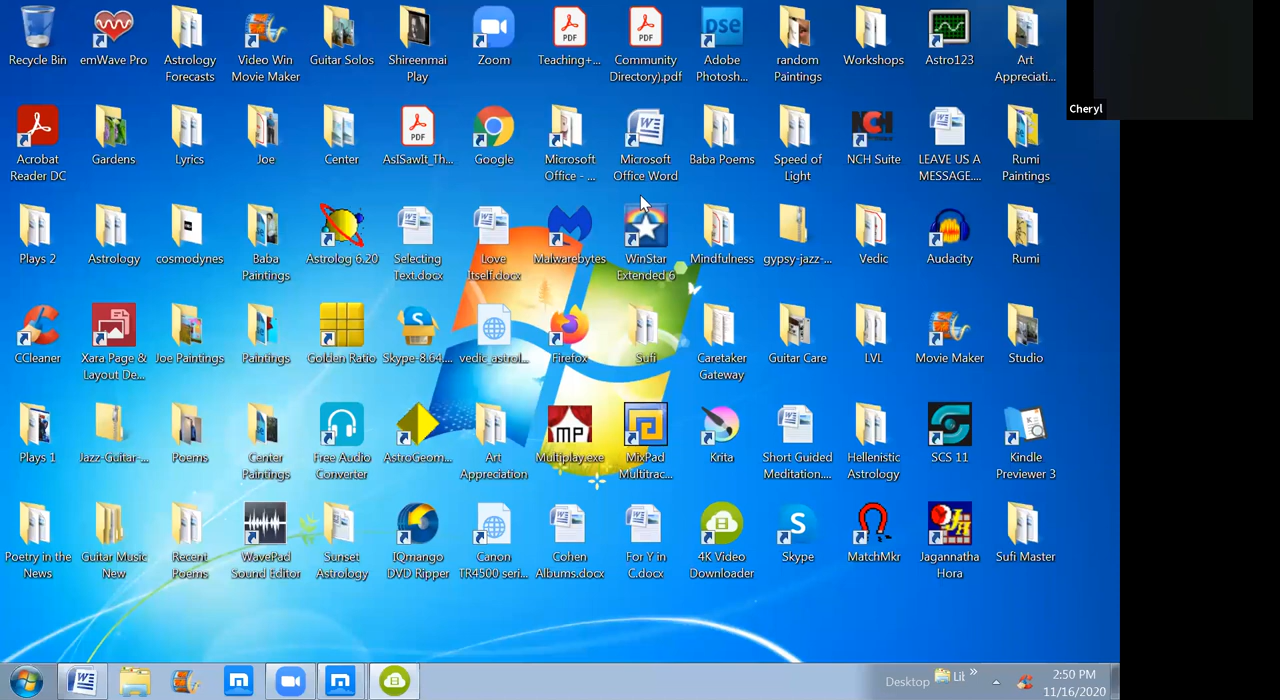 Recycle Bin
emWave Pro
Astrology
Forecasts
Video Win
Movie Maker
Guitar Solos
Shireenmai
Play
Zoom
PDF
Teaching+...
PDF
Community
Directory).pdf
pse
Adobe
Photosh...
random
Paintings
Workshops
Astro123
Art
Appreciati...
Cheryl
Acrobat
Reader DC
Gardens
Lyrics
Joe
Center
PDF
AsISawIt_Th...
Google
Microsoft
Office - ...
Microsoft
Office Word
Baba Poems
Speed of
Light
NCH
NCH Suite
LEAVE US A
MESSAGE....
Rumi
Paintings
Plays 2
Astrology
cosmodynes
Baba
Paintings
Astrolog 6.20
Selecting
Text.docx
Love
Itself.docx
Malwarebytes
WinStar
Extended 6
Mindfulness
gypsy-jazz-...
Vedic
Audacity
Rumi
CCleaner
Xara Page &
Layout De...
Joe Paintings
Paintings
Golden Ratio
Skype-8.64....
vedic_astrol...
Firefox
Sufi
Caretaker
Gateway
Guitar Care
LVL
Movie Maker
Studio
Plays 1
Jazz-Guitar-...
Poems
Center
Paintings
Free Audio
Converter
AstroGeom...
Art
Appreciation
MP
Multiplay.exe
MixPad
Multitrac...
Krita
Short Guided
Meditation....
Hellenistic
Astrology
SCS 11
Kindle
Previewer 3
Poetry in the
News
Guitar Music
New
Recent
Poems
WavePad
Sound Editor
Sunset
Astrology
IQmango
DVD Ripper
Canon
TR4500 seri...
Cohen
Albums.docx
For Y in
C.docx
4K Video
Downloader
Skype
MatchMkr
Jagannatha
Hora
Sufi Master
Desktop
Lil
2:50 PM
11/16/2020